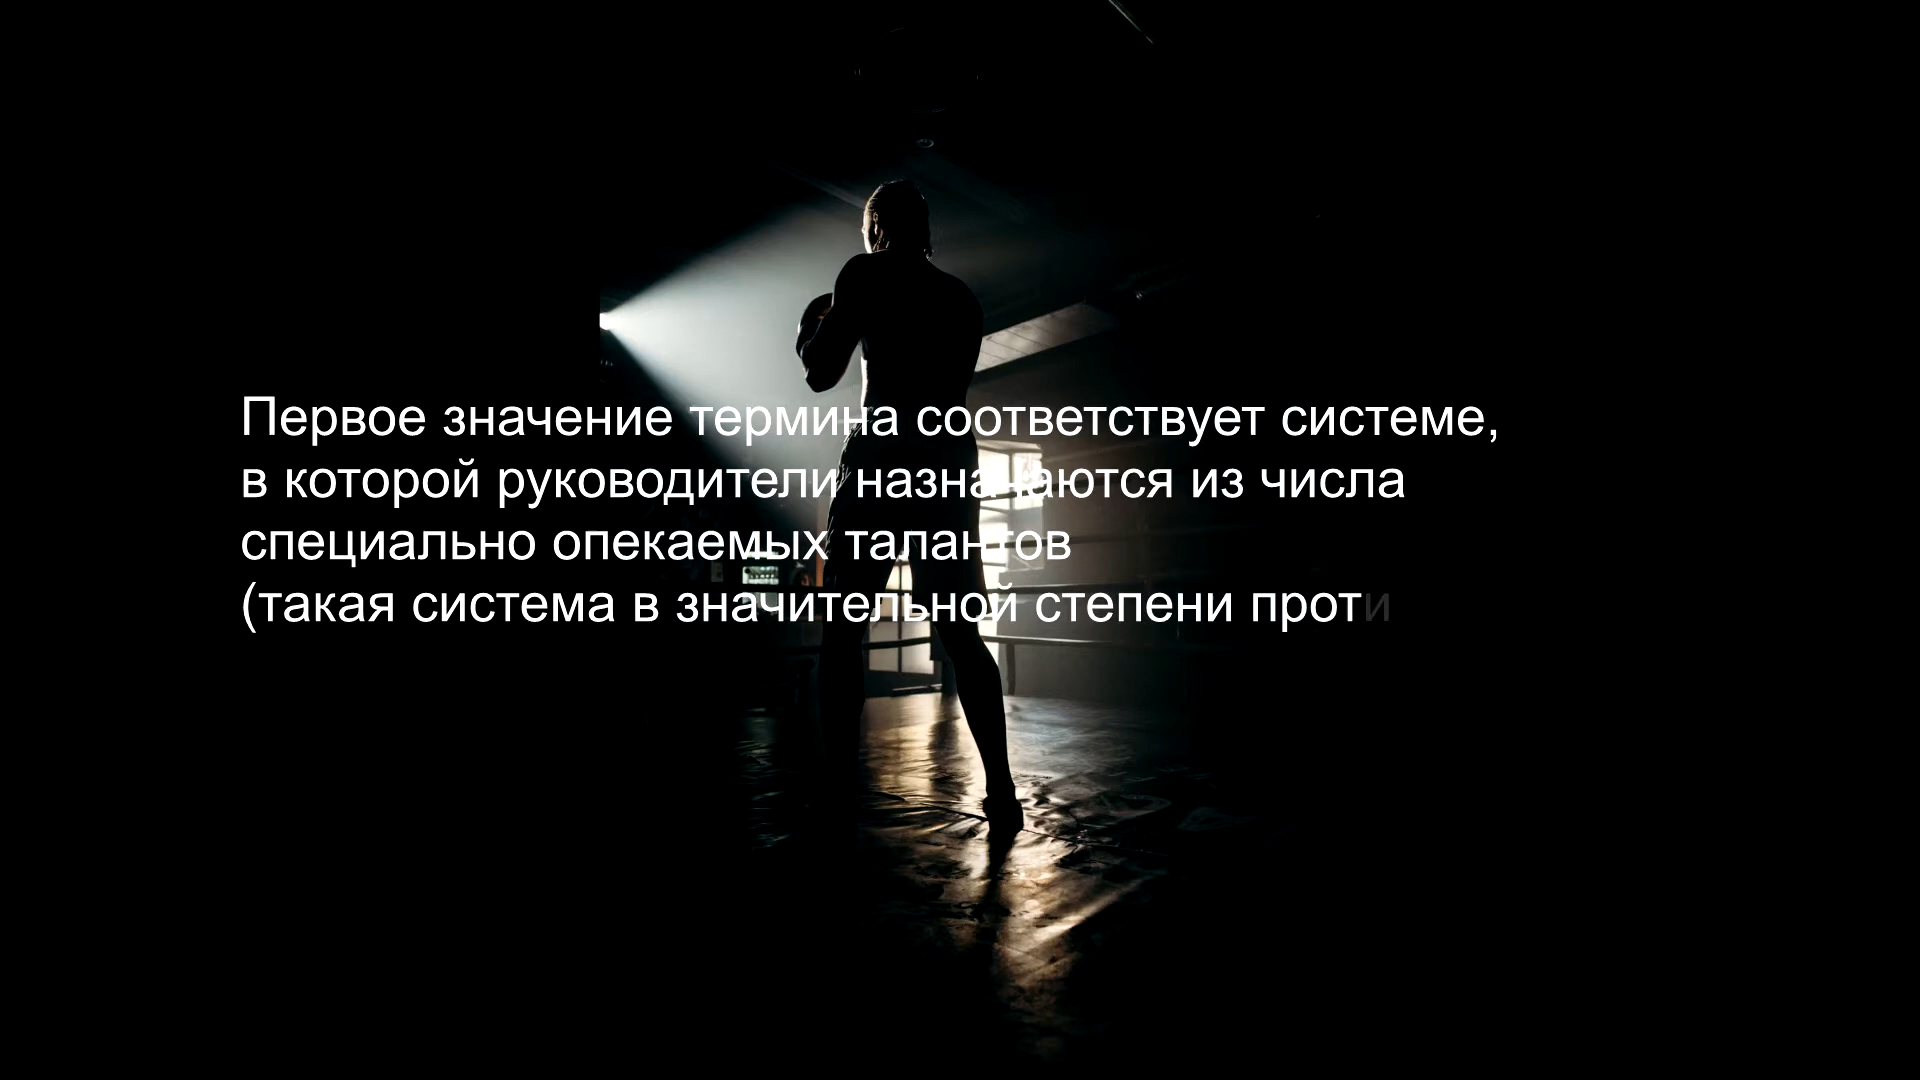 Первое значение термина соответствует системе,
в которой руководители назначаются из числа
специально опекаемых талантов
(такая система в значительной степени проти